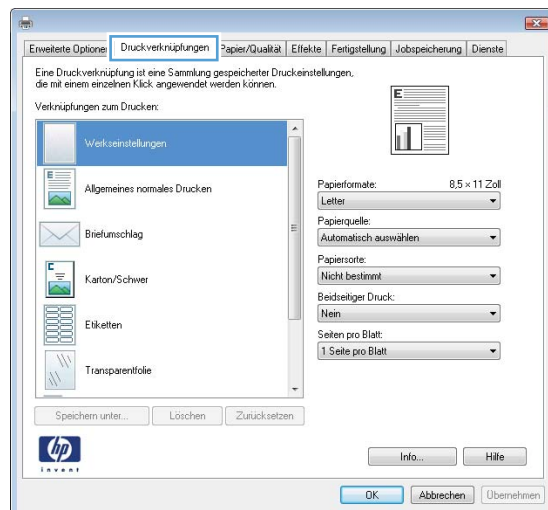 Erweiterte Optionen Druckverknüpfungen Papier/Qualität Effekte Fertigstellung Jobspeicherung Dienste
Eine Druckverknüpfung ist eine Sammlung gespeicherter Druckeinstellungen,
die mit einem einzelnen Klick angewendet werden können.
Verknüpfungen zum Drucken:
Werkseinstellungen
Allgemeines normales Drucken
Briefumschlag
Karton/Schwer
Etiketten
Transparentfolie
Speichern unter... Löschen Zurücksetzen
E
Papierformate: 8,5 × 11 Zoll
Letter
Papierquelle:
Automatisch auswählen
Papiersorte:
Nicht bestimmt
Beidseitiger Druck:
Nein
Seiten pro Blatt:
1 Seite pro Blatt
hp
invent
Info... Hilfe
OK Abbrechen Übernehmen